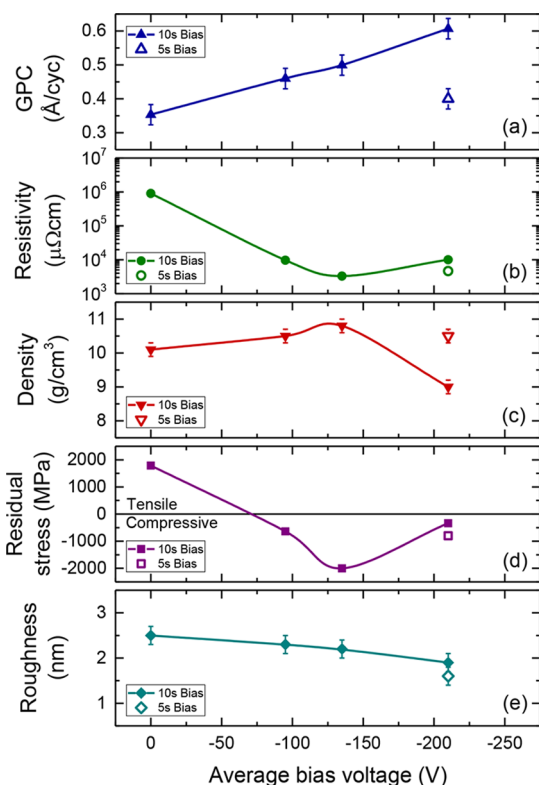 0.6
0.5
0.4
0.3
GPC
(Å/cyc)
10s Bias
5s Bias
(a)
10⁷
10⁶
10⁵
10⁴
10³
Resistivity
(μΩcm)
10s Bias
5s Bias
(b)
11
10
9
8
Density
(g/cm³)
10s Bias
5s Bias
(c)
2000
1000
0
-1000
-2000
Residual
stress (MPa)
Tensile
Compressive
10s Bias
5s Bias
(d)
3
2
1
Roughness
(nm)
10s Bias
5s Bias
(e)
0 -50 -100 -150 -200 -250
Average bias voltage (V)